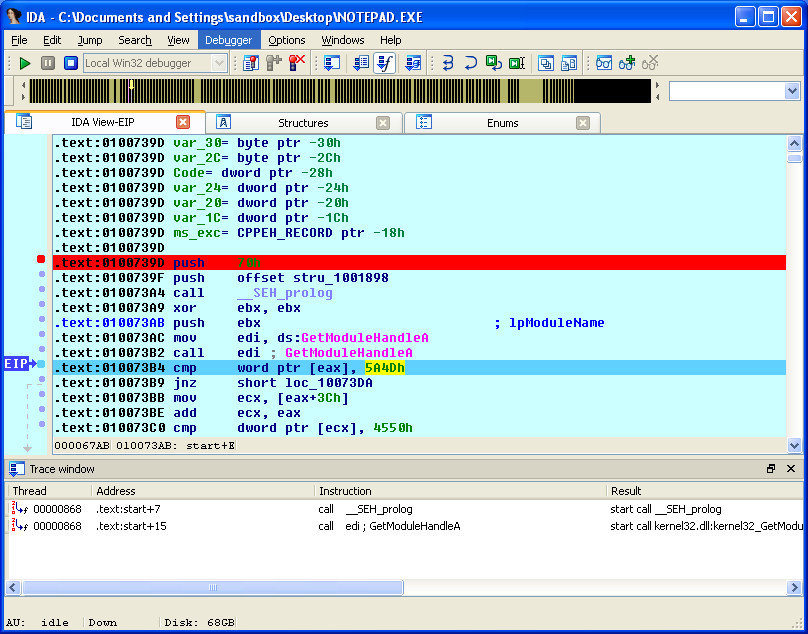 IDA - C:\Documents and Settings\sandbox\Desktop\NOTEPAD.EXE
File Edit Jump Search View Debugger Options Windows Help
Local Win32 debugger
IDA View-EIP Structures Enums
.text:0100739D var_30= byte ptr -30h
.text:0100739D var_2C= byte ptr -2Ch
.text:0100739D Code= dword ptr -28h
.text:0100739D var_24= dword ptr -24h
.text:0100739D var_20= dword ptr -20h
.text:0100739D var_1C= dword ptr -1Ch
.text:0100739D ms_exc= CPPEH_RECORD ptr -18h
.text:0100739D
.text:0100739D push 70h
.text:0100739F push offset stru_1001898
.text:010073A4 call __SEH_prolog
.text:010073A9 xor ebx, ebx
.text:010073AB push ebx ; lpModuleName
.text:010073AC mov edi, ds:GetModuleHandleA
.text:010073B2 call edi ; GetModuleHandleA
EIP .text:010073B4 cmp word ptr [eax], 5A4Dh
.text:010073B9 jnz short loc_10073DA
.text:010073BB mov ecx, [eax+3Ch]
.text:010073BE add ecx, eax
.text:010073C0 cmp dword ptr [ecx], 4550h
000067AB 010073AB: start+E
Trace window
Thread Address Instruction Result
00000868 .text:start+7 call __SEH_prolog start call __SEH_prolog
00000868 .text:start+15 call edi ; GetModuleHandleA start call kernel32.dll:kernel32_GetModu
AU: idle Down Disk: 68GB